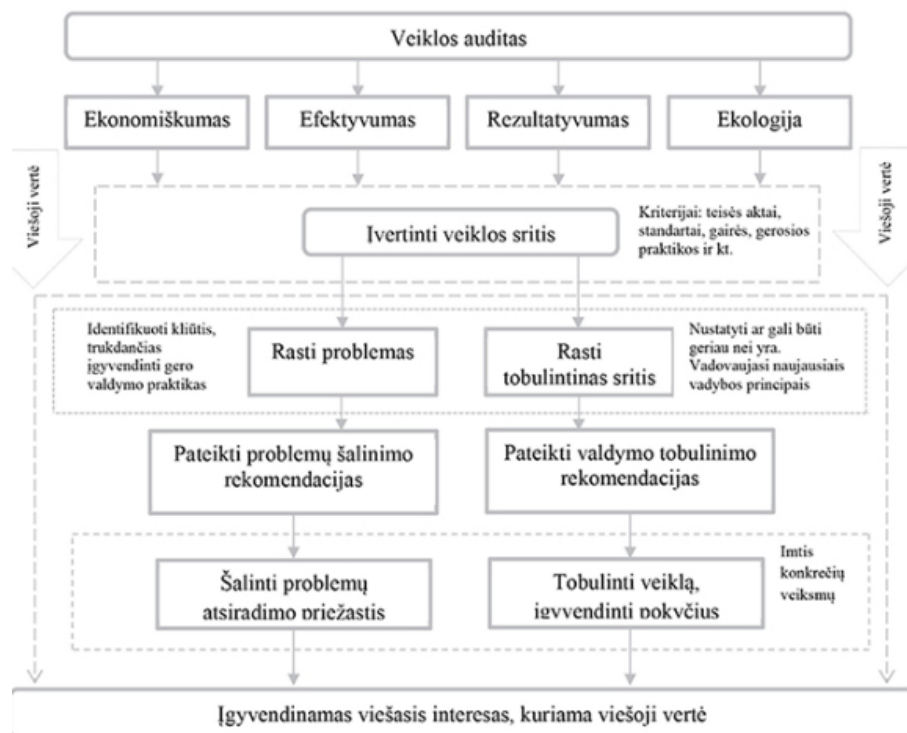 Veiklos auditas
Ekonomiškumas
Efektyvumas
Rezultatyvumas
Ekologija
Viešoji vertė
Viešoji vertė
Įvertinti veiklos sritis
Kriterijai: teisės aktai,
standartai, gairės, gerosios
praktikos ir kt.
Identifikuoti kliūtis,
trukdančias
įgyvendinti gero
valdymo praktikas
Rasti problemas
Rasti
tobulintinas sritis
Nustatyti ar gali būti
geriau nei yra.
Vadovaujasi naujausiais
vadybos principais
Pateikti problemų šalinimo
rekomendacijas
Pateikti valdymo tobulinimo
rekomendacijas
Šalinti problemų
atsiradimo priežastis
Tobulinti veiklą,
įgyvendinti pokyčius
Imtis
konkrečių
veiksmų
Įgyvendinamas viešasis interesas, kuriama viešoji vertė